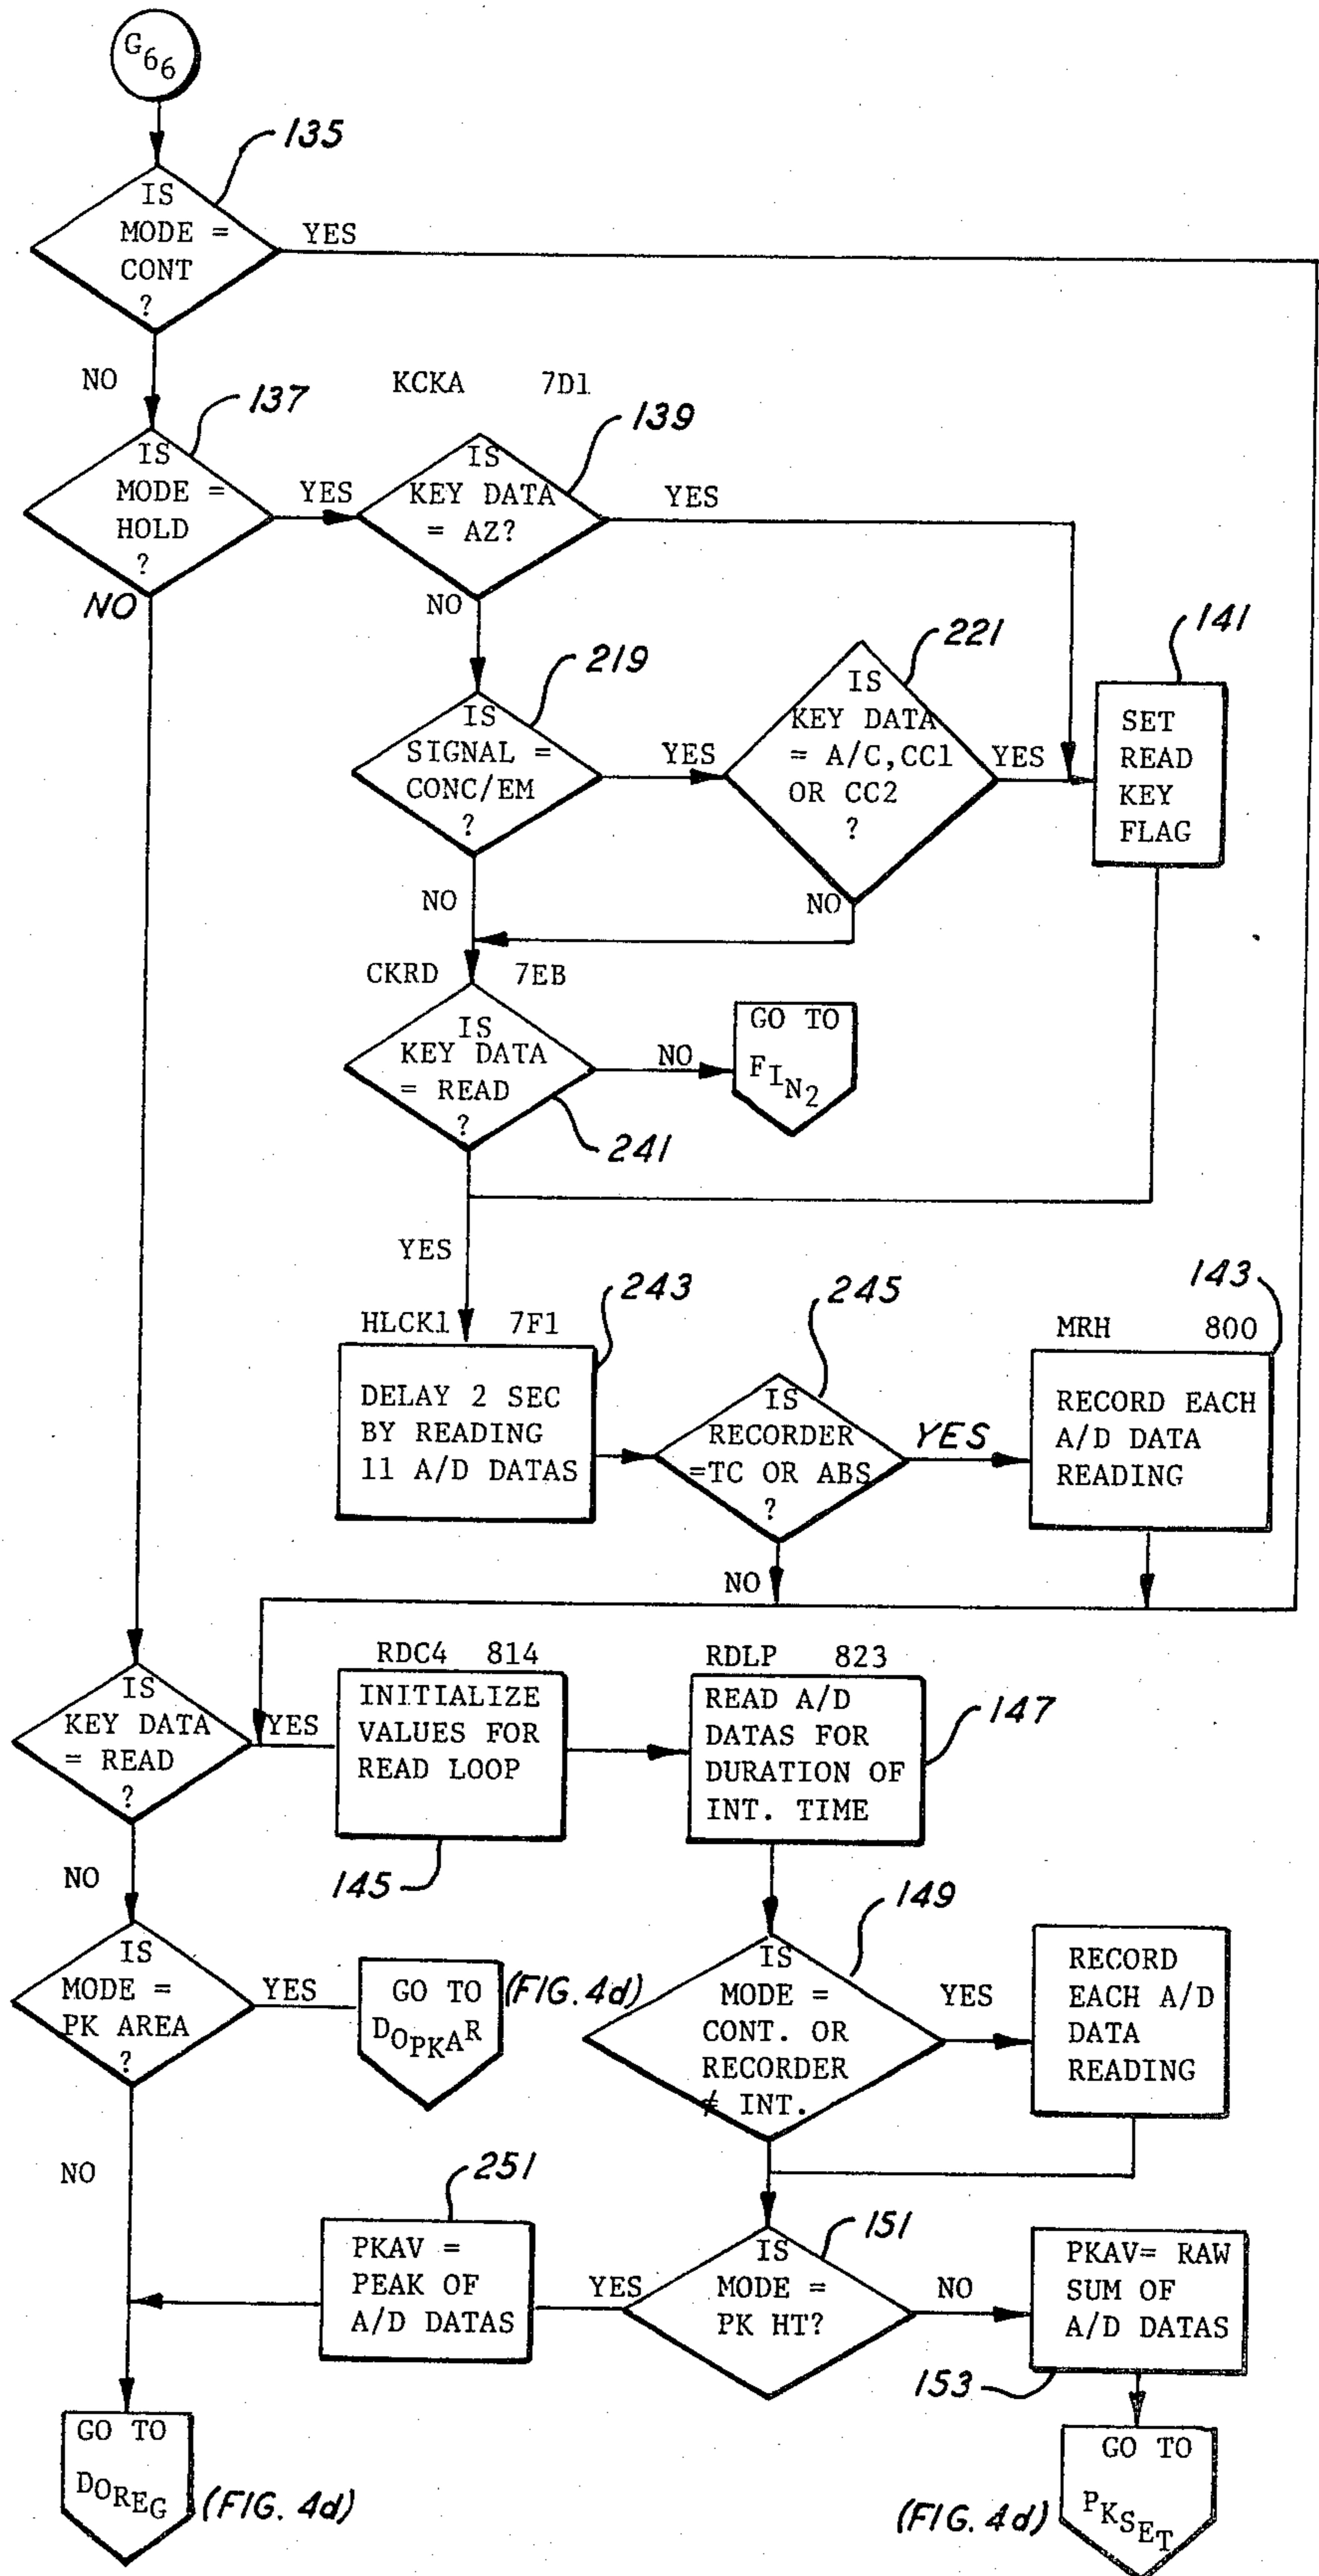 G66
135
IS
MODE =
CONT
?
YES
NO
137
IS
MODE =
HOLD
?
YES
NO
KCKA 7D1
139
IS
KEY DATA
= AZ?
YES
NO
219
IS
SIGNAL =
CONC/EM
?
YES
NO
221
IS
KEY DATA
= A/C,CC1
OR CC2
?
YES
NO
141
SET
READ
KEY
FLAG
CKRD 7EB
IS
KEY DATA
= READ
?
241
NO
GO TO
FIN2
YES
HLCK1 7F1
243
DELAY 2 SEC
BY READING
11 A/D DATAS
245
IS
RECORDER
=TC OR ABS
?
YES
NO
143
MRH 800
RECORD EACH
A/D DATA
READING
IS
KEY DATA
= READ
?
YES
NO
RDC4 814
INITIALIZE
VALUES FOR
READ LOOP
145
RDLP 823
READ A/D
DATAS FOR
DURATION OF
INT. TIME
147
149
IS
MODE =
CONT. OR
RECORDER
≠ INT.
YES
RECORD
EACH A/D
DATA
READING
IS
MODE =
PK AREA
?
YES
NO
GO TO
DOPKAR
(FIG. 4d)
251
PKAV =
PEAK OF
A/D DATAS
151
IS
MODE =
PK HT?
YES
NO
PKAV= RAW
SUM OF
A/D DATAS
153
GO TO
DOREG
(FIG. 4d)
GO TO
PKSET
(FIG. 4d)